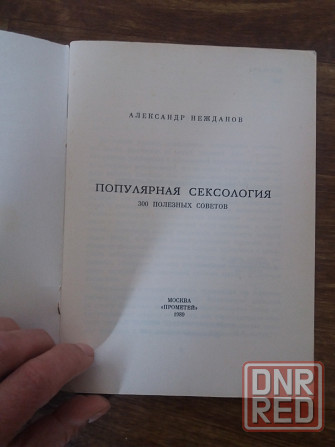 АЛЕКСАНДР НЕЖДАНОВ
ПОПУЛЯРНАЯ СЕКСОЛОГИЯ
300 ПОЛЕЗНЫХ СОВЕТОВ
МОСКВА
«ПРОМЕТЕЙ»
1989
DNR
RED